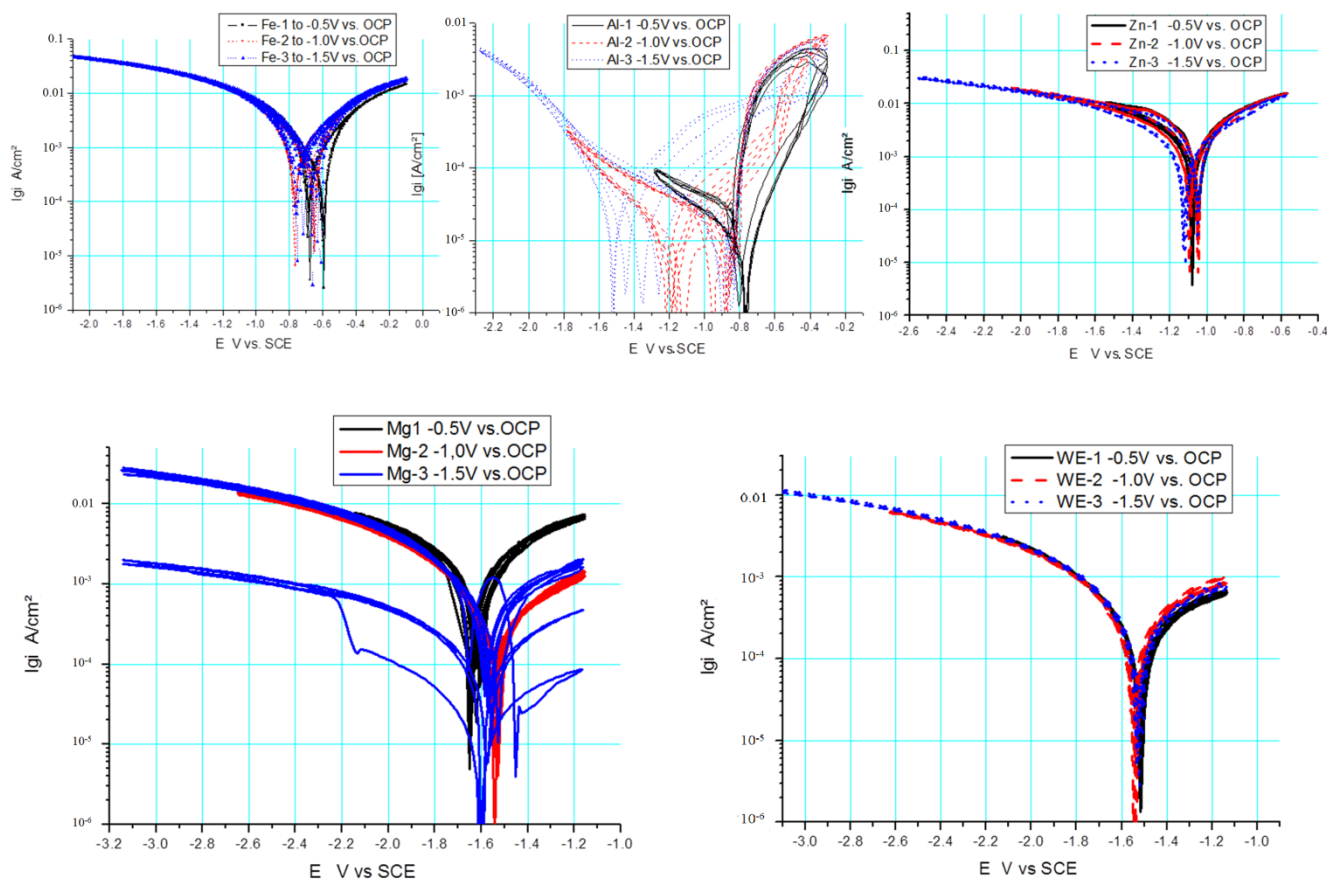 Fe-1 to -0.5V vs. OCP
Fe-2 to -1.0V vs.OCP
Fe-3 to -1.5V vs.OCP
0.1
0.01
10-3
10-4
10-5
10-6
lgi A/cm²
-2.0 -1.8 -1.6 -1.4 -1.2 -1.0 -0.8 -0.6 -0.4 -0.2 0.0
E V vs. SCE
Al-1 -0.5V vs. OCP
Al-2 -1.0V vs.OCP
Al-3 -1.5V vs.OCP
0.01
10-3
10-4
10-5
10-6
lgi [A/cm²]
-2.2 -2.0 -1.8 -1.6 -1.4 -1.2 -1.0 -0.8 -0.6 -0.4 -0.2
E V vs.SCE
Zn-1 -0.5V vs. OCP
Zn-2 -1.0V vs. OCP
Zn-3 -1.5V vs. OCP
0.1
0.01
10-3
10-4
10-5
10-6
lgi A/cm²
-2.6 -2.4 -2.2 -2.0 -1.8 -1.6 -1.4 -1.2 -1.0 -0.8 -0.6 -0.4
E V vs.SCE
Mg1 -0.5V vs.OCP
Mg-2 -1,0V vs.OCP
Mg-3 -1.5V vs.OCP
0.01
10-3
10-4
10-5
10-6
lgi A/cm²
-3.2 -3.0 -2.8 -2.6 -2.4 -2.2 -2.0 -1.8 -1.6 -1.4 -1.2 -1.0
E V vs SCE
WE-1 -0.5V vs. OCP
WE-2 -1.0V vs. OCP
WE-3 -1.5V vs. OCP
0.01
10-3
10-4
10-5
10-6
lgi A/cm²
-3.0 -2.8 -2.6 -2.4 -2.2 -2.0 -1.8 -1.6 -1.4 -1.2 -1.0
E V vs SCE